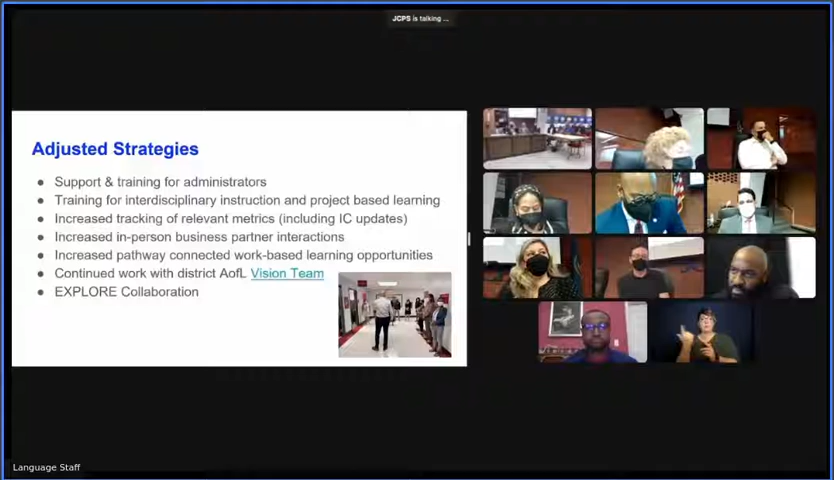 JCPS is talking ...
Adjusted Strategies
● Support & training for administrators
● Training for interdisciplinary instruction and project based learning
● Increased tracking of relevant metrics (including IC updates)
● Increased in-person business partner interactions
● Increased pathway connected work-based learning opportunities
● Continued work with district AofL Vision Team
● EXPLORE Collaboration
Language Staff